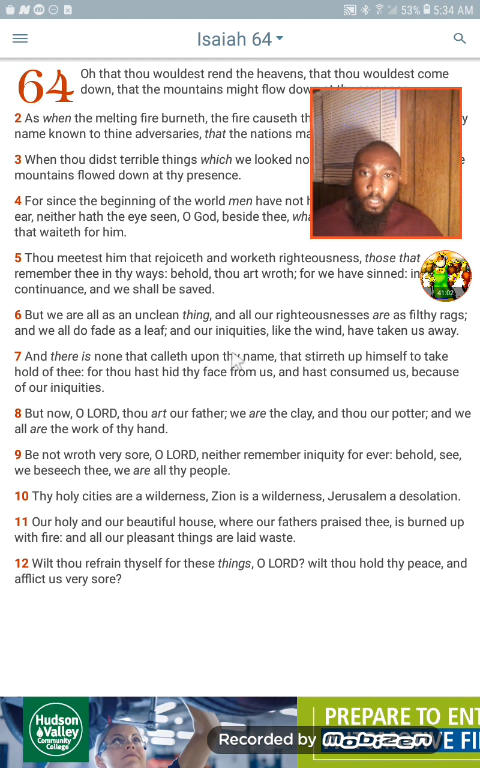 53% 5:34 AM
Isaiah 64
64 Oh that thou wouldest rend the heavens, that thou wouldest come
down, that the mountains might flow down
2 As when the melting fire burneth, the fire causeth
name known to thine adversaries, that the nations
3 When thou didst terrible things which we looked
mountains flowed down at thy presence.
4 For since the beginning of the world men have not
ear, neither hath the eye seen, O God, beside thee,
that waiteth for him.
5 Thou meetest him that rejoiceth and worketh righteousness, those that
remember thee in thy ways: behold, thou art wroth; for we have sinned: in
continuance, and we shall be saved.
41:02
6 But we are all as an unclean thing, and all our righteousnesses are as filthy rags;
and we all do fade as a leaf; and our iniquities, like the wind, have taken us away.
7 And there is none that calleth upon thy name, that stirreth up himself to take
hold of thee: for thou hast hid thy face from us, and hast consumed us, because
of our iniquities.
8 But now, O LORD, thou art our father; we are the clay, and thou our potter; and we
all are the work of thy hand.
9 Be not wroth very sore, O LORD, neither remember iniquity for ever: behold, see,
we beseech thee, we are all thy people.
10 Thy holy cities are a wilderness, Zion is a wilderness, Jerusalem a desolation.
11 Our holy and our beautiful house, where our fathers praised thee, is burned up
with fire: and all our pleasant things are laid waste.
12 Wilt thou refrain thyself for these things, O LORD? wilt thou hold thy peace, and
afflict us very sore?
Hudson
Valley
Community
College
PREPARE TO
Recorded by MOBIZEN